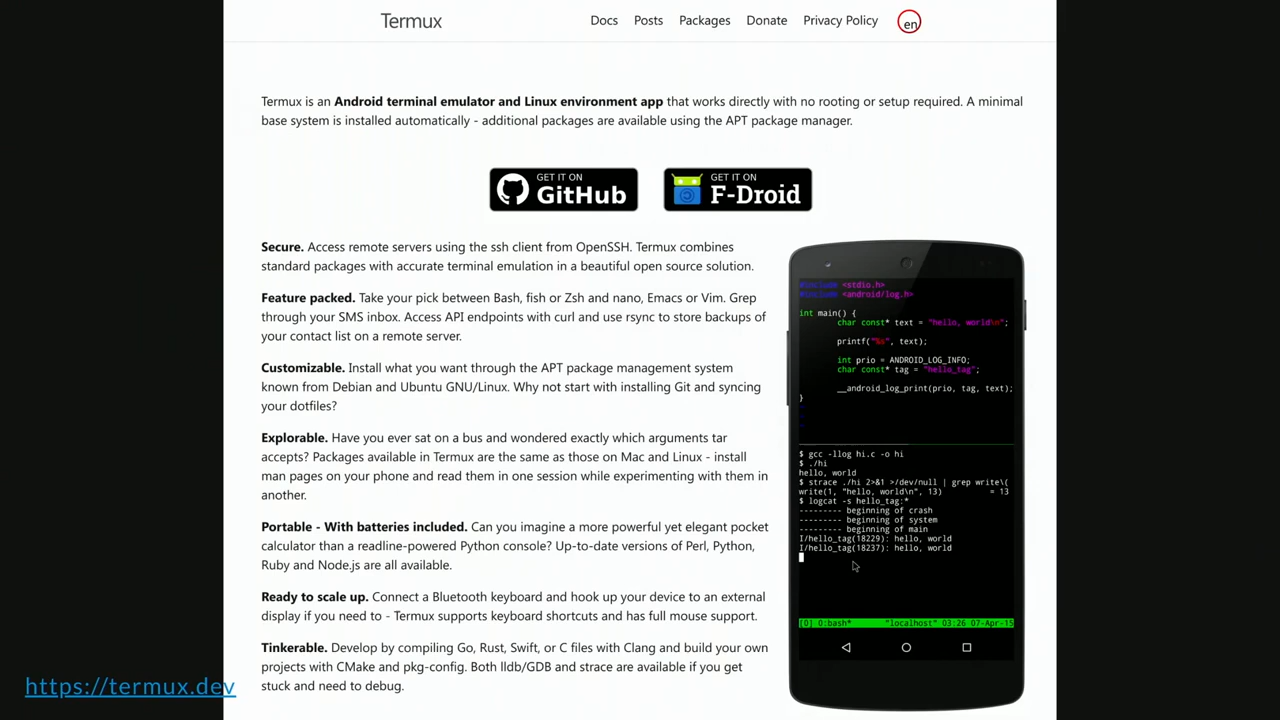 Termux
Docs
Posts
Packages
Donate
Privacy Policy
en
Termux is an Android terminal emulator and Linux environment app that works directly with no rooting or setup required. A minimal
base system is installed automatically - additional packages are available using the APT package manager.
GET IT ON
GitHub
GET IT ON
F-Droid
Secure. Access remote servers using the ssh client from OpenSSH. Termux combines
standard packages with accurate terminal emulation in a beautiful open source solution.
Feature packed. Take your pick between Bash, fish or Zsh and nano, Emacs or Vim. Grep
through your SMS inbox. Access API endpoints with curl and use rsync to store backups of
your contact list on a remote server.
Customizable. Install what you want through the APT package management system
known from Debian and Ubuntu GNU/Linux. Why not start with installing Git and syncing
your dotfiles?
Explorable. Have you ever sat on a bus and wondered exactly which arguments tar
accepts? Packages available in Termux are the same as those on Mac and Linux - install
man pages on your phone and read them in one session while experimenting with them in
another.
Portable - With batteries included. Can you imagine a more powerful yet elegant pocket
calculator than a readline-powered Python console? Up-to-date versions of Perl, Python,
Ruby and Node.js are all available.
Ready to scale up. Connect a Bluetooth keyboard and hook up your device to an external
display if you need to - Termux supports keyboard shortcuts and has full mouse support.
Tinkerable. Develop by compiling Go, Rust, Swift, or C files with Clang and build your own
projects with CMake and pkg-config. Both lldb/GDB and strace are available if you get
stuck and need to debug.
#include <stdio.h>
#include <android/log.h>
int main() {
char const* text = "hello, world\n";
printf("%s", text);
int prio = ANDROID_LOG_INFO;
char const* tag = "hello_tag";
__android_log_print(prio, tag, text);
}
~
~
~
$ gcc -llog hi.c -o hi
$ ./hi
hello, world
$ strace ./hi 2>&1 >/dev/null | grep write\(
write(1, "hello, world\n", 13) = 13
$ logcat -s hello_tag:*
--------- beginning of crash
--------- beginning of system
--------- beginning of main
I/hello_tag(18229): hello, world
I/hello_tag(18237): hello, world
[0] 0:bash* "localhost" 03:26 07-Apr-15
https://termux.dev